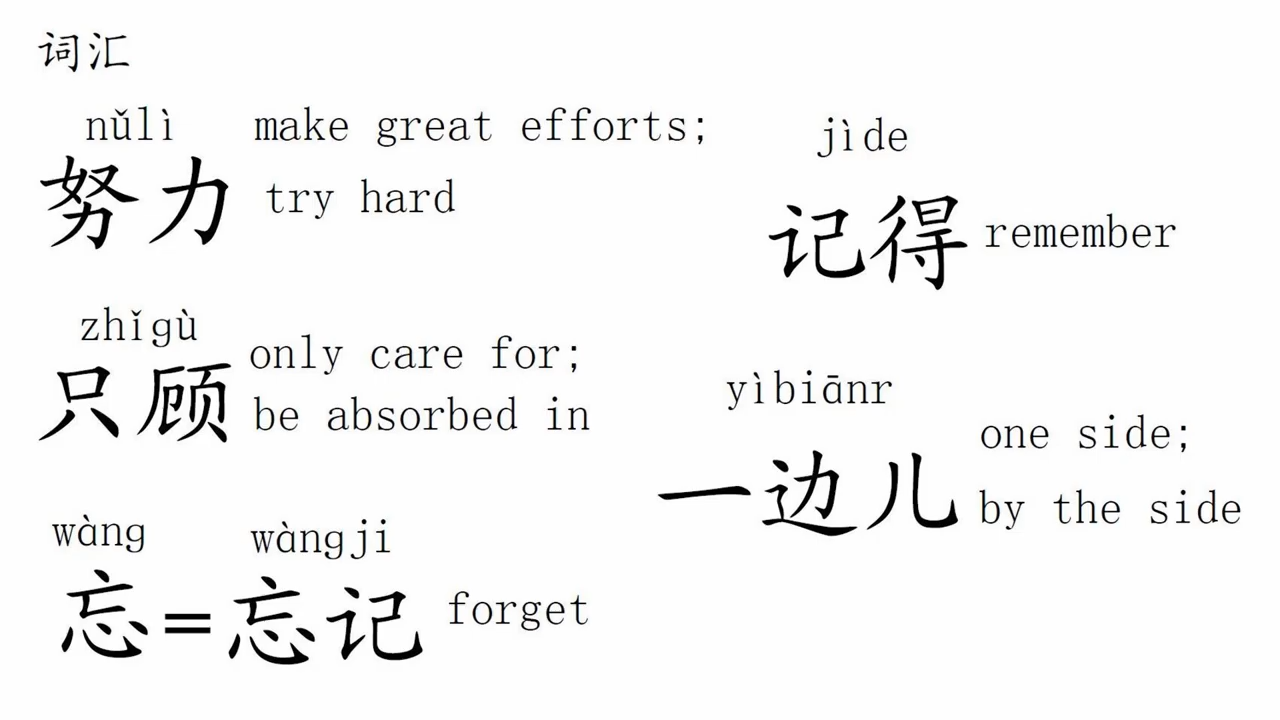 词汇
nǔlì
努力
make great efforts;
try hard
zhǐgù
只顾
only care for;
be absorbed in
wàng wàngji
忘=忘记 forget
jìde
记得 remember
yìbiānr
一边儿
one side;
by the side